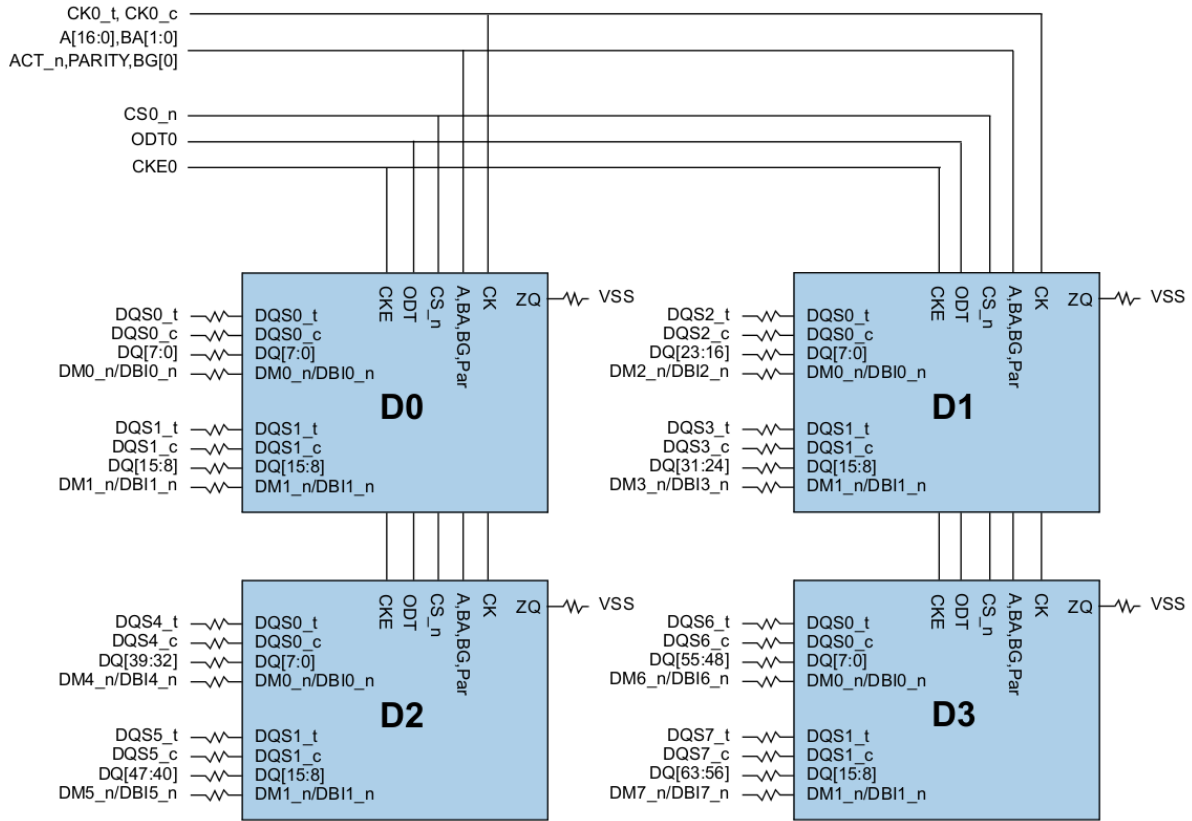 CK0_t, CK0_c
A[16:0],BA[1:0]
ACT_n,PARITY,BG[0]
CS0_n
ODT0
CKE0
CKE
ODT
CS_n
A,BA,BG,Par
CK
ZQ
VSS
DQS0_t
DQS0_c
DQ[7:0]
DM0_n/DBI0_n
DQS1_t
DQS1_c
DQ[15:8]
DM1_n/DBI1_n
DQS0_t
DQS0_c
DQ[7:0]
DM0_n/DBI0_n
D0
DQS1_t
DQS1_c
DQ[15:8]
DM1_n/DBI1_n
CKE
ODT
CS_n
A,BA,BG,Par
CK
ZQ
VSS
DQS2_t
DQS2_c
DQ[23:16]
DM2_n/DBI2_n
DQS3_t
DQS3_c
DQ[31:24]
DM3_n/DBI3_n
DQS0_t
DQS0_c
DQ[7:0]
DM0_n/DBI0_n
D1
DQS1_t
DQS1_c
DQ[15:8]
DM1_n/DBI1_n
CKE
ODT
CS_n
A,BA,BG,Par
CK
ZQ
VSS
DQS4_t
DQS4_c
DQ[39:32]
DM4_n/DBI4_n
DQS5_t
DQS5_c
DQ[47:40]
DM5_n/DBI5_n
DQS0_t
DQS0_c
DQ[7:0]
DM0_n/DBI0_n
D2
DQS1_t
DQS1_c
DQ[15:8]
DM1_n/DBI1_n
CKE
ODT
CS_n
A,BA,BG,Par
CK
ZQ
VSS
DQS6_t
DQS6_c
DQ[55:48]
DM6_n/DBI6_n
DQS7_t
DQS7_c
DQ[63:56]
DM7_n/DBI7_n
DQS0_t
DQS0_c
DQ[7:0]
DM0_n/DBI0_n
D3
DQS1_t
DQS1_c
DQ[15:8]
DM1_n/DBI1_n